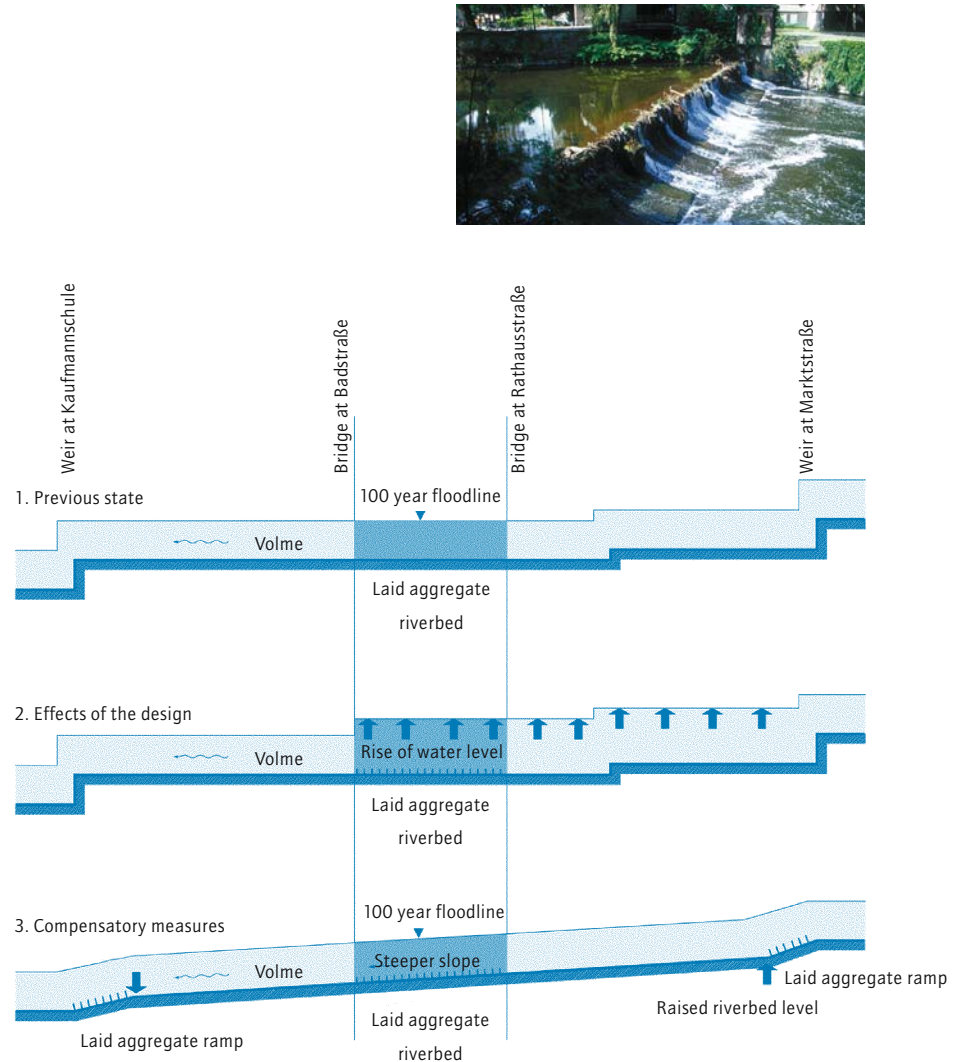 Weir at Kaufmannschule
Bridge at Badstraße
Bridge at Rathausstraße
Weir at Marktstraße
1. Previous state
100 year floodline
Volme
Laid aggregate
riverbed
2. Effects of the design
Rise of water level
Volme
Laid aggregate
riverbed
3. Compensatory measures
100 year floodline
Steeper slope
Volme
Laid aggregate ramp
Raised riverbed level
Laid aggregate
riverbed
Laid aggregate ramp